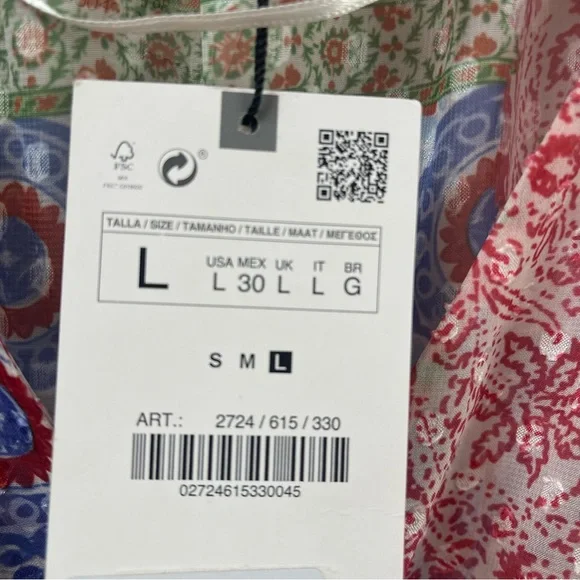 FSC
®
TALLA / SIZE / TAMANHO / TAILLE / MAAT / ΜΕΓΕΘΟΣ
L
USA MEX UK IT BR
L 30 L L G
S M L
ART.: 2724 / 615 / 330
02724615330045